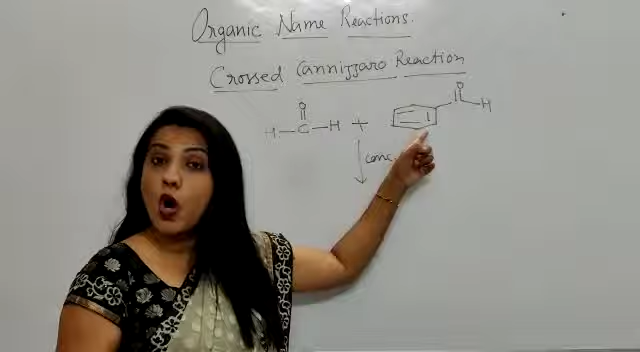 Organic Name Reactions.
Crossed Cannizzaro Reaction
O O
H-C-H + C-H
conc